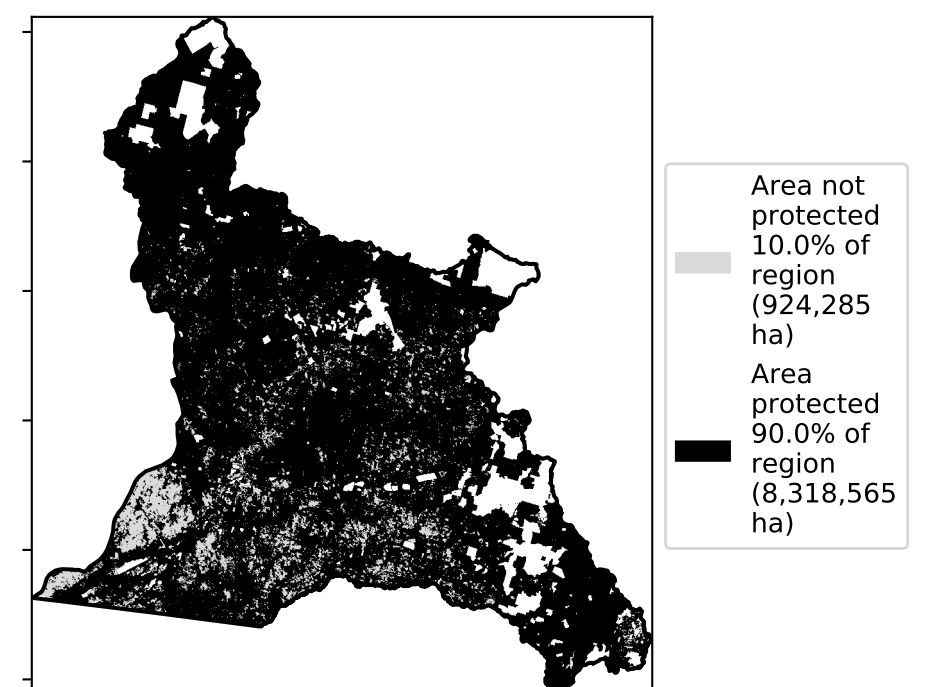 Area not
protected
10.0% of
region
(924,285
ha)
Area
protected
90.0% of
region
(8,318,565
ha)